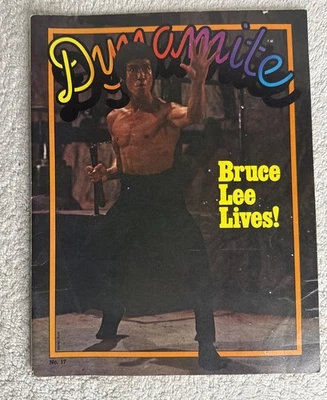 Dynamite
Bruce
Lee
Lives!
No. 17